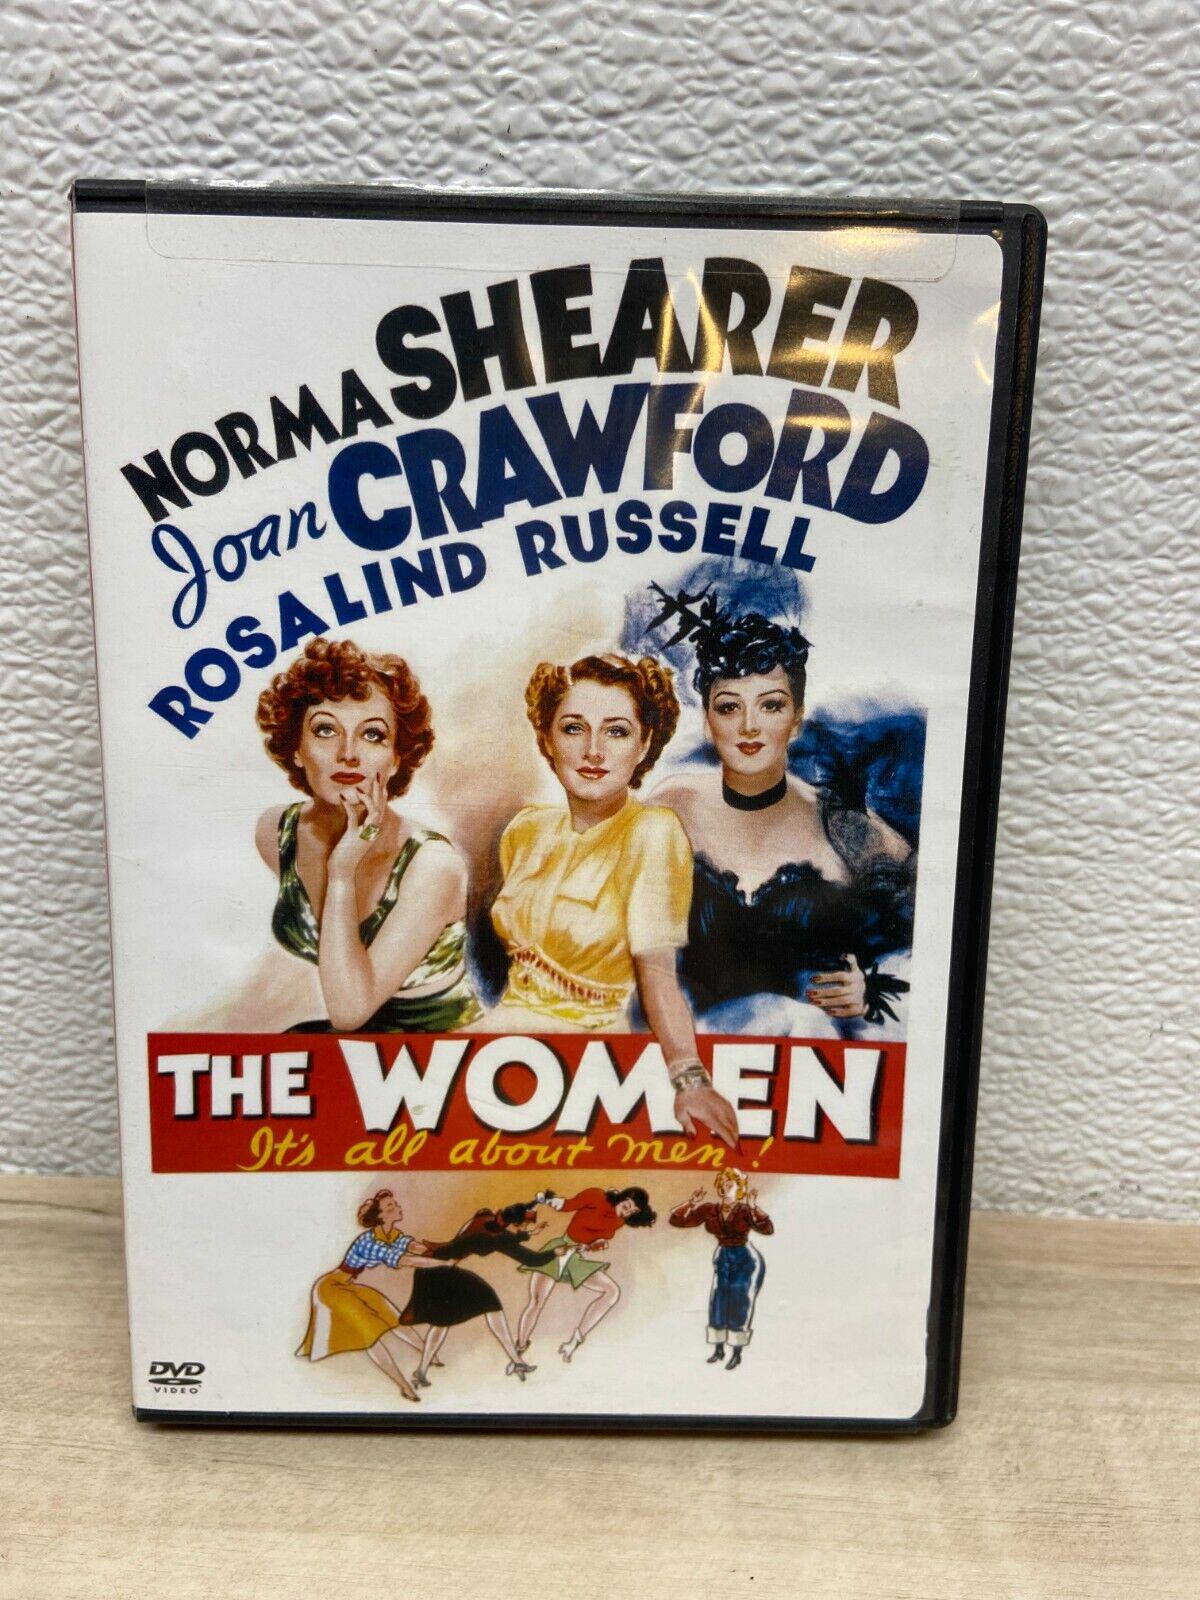 NORMA SHEARER
Joan CRAWFORD
ROSALIND RUSSELL
THE WOMEN
It's all about men!
DVD
VIDEO